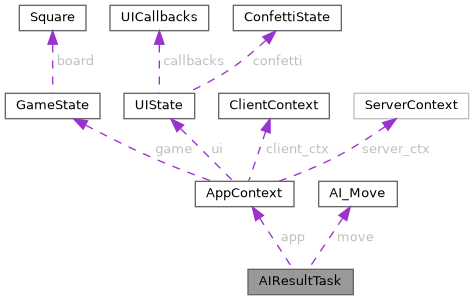 Square
UICallbacks
ConfettiState
board
callbacks
confetti
GameState
UIState
ClientContext
ServerContext
game
ui
client_ctx
server_ctx
AppContext
AI_Move
app
move
AIResultTask